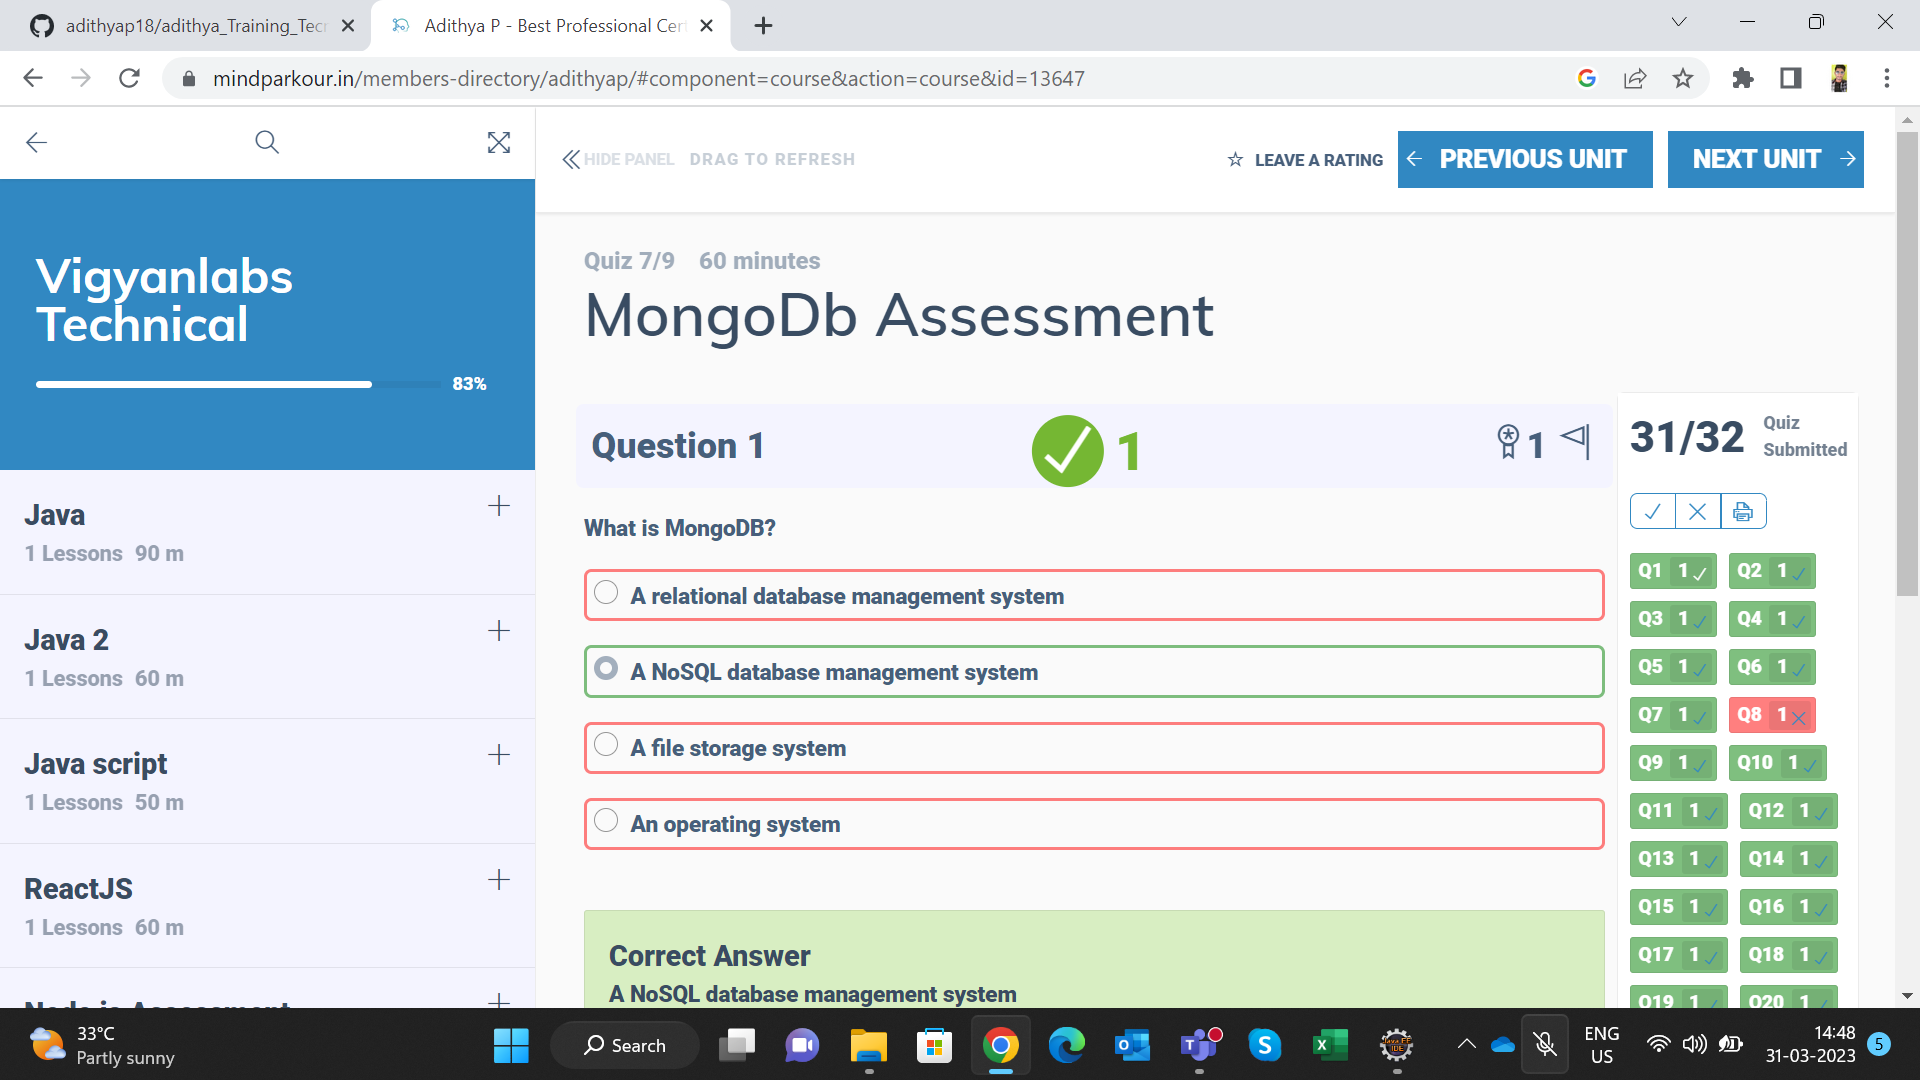 adithyap18/adithya_Training_Tecr
Adithya P - Best Professional Cer
mindparkour.in/members-directory/adithyap/#component=course&action=course&id=13647
HIDE PANEL DRAG TO REFRESH
LEAVE A RATING
PREVIOUS UNIT
NEXT UNIT
Vigyanlabs
Technical
83%
Java
1 Lessons 90 m
Java 2
1 Lessons 60 m
Java script
1 Lessons 50 m
ReactJS
1 Lessons 60 m
Node js Assessment
Quiz 7/9 60 minutes
MongoDb Assessment
Question 1
1
1
What is MongoDB?
A relational database management system
A NoSQL database management system
A file storage system
An operating system
Correct Answer
A NoSQL database management system
31/32
Quiz
Submitted
Q1 1 Q2 1
Q3 1 Q4 1
Q5 1 Q6 1
Q7 1 Q8 1
Q9 1 Q10 1
Q11 1 Q12 1
Q13 1 Q14 1
Q15 1 Q16 1
Q17 1 Q18 1
Q19 1 Q20 1
33°C
Partly sunny
Search
Java EE
IDE
ENG
US
14:48
31-03-2023
5